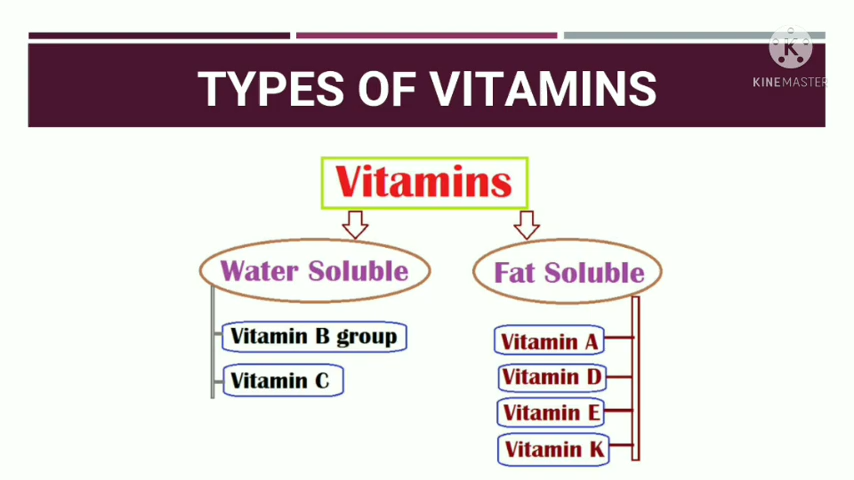 K
KINEMASTER
TYPES OF VITAMINS
Vitamins
Water Soluble
Vitamin B group
Vitamin C
Fat Soluble
Vitamin A
Vitamin D
Vitamin E
Vitamin K